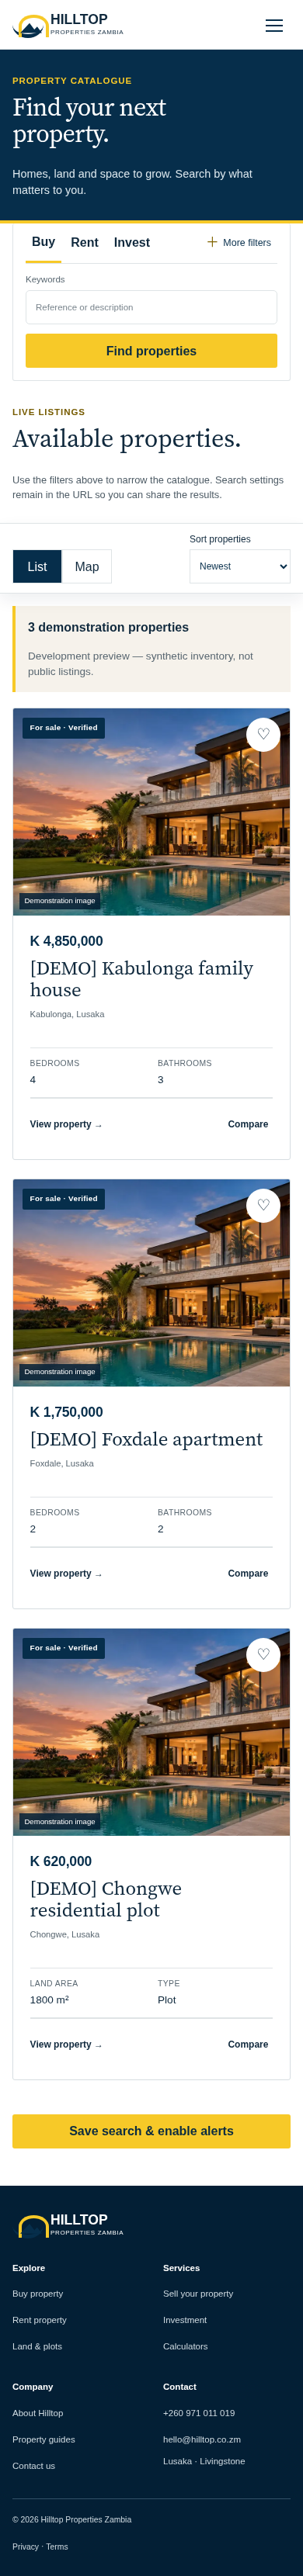 HILLTOP
PROPERTIES ZAMBIA
PROPERTY CATALOGUE
Find your next
property.
Homes, land and space to grow. Search by what
matters to you.
Buy Rent Invest + More filters
Keywords
Reference or description
Find properties
LIVE LISTINGS
Available properties.
Use the filters above to narrow the catalogue. Search settings
remain in the URL so you can share the results.
Sort properties
List Map Newest
3 demonstration properties
Development preview — synthetic inventory, not
public listings.
For sale · Verified
Demonstration image
K 4,850,000
[DEMO] Kabulonga family
house
Kabulonga, Lusaka
BEDROOMS BATHROOMS
4 3
View property → Compare
For sale · Verified
Demonstration image
K 1,750,000
[DEMO] Foxdale apartment
Foxdale, Lusaka
BEDROOMS BATHROOMS
2 2
View property → Compare
For sale · Verified
Demonstration image
K 620,000
[DEMO] Chongwe
residential plot
Chongwe, Lusaka
LAND AREA TYPE
1800 m² Plot
View property → Compare
Save search & enable alerts
HILLTOP
PROPERTIES ZAMBIA
Explore
Buy property
Rent property
Land & plots
Services
Sell your property
Investment
Calculators
Company
About Hilltop
Property guides
Contact us
Contact
+260 971 011 019
hello@hilltop.co.zm
Lusaka · Livingstone
© 2026 Hilltop Properties Zambia
Privacy · Terms